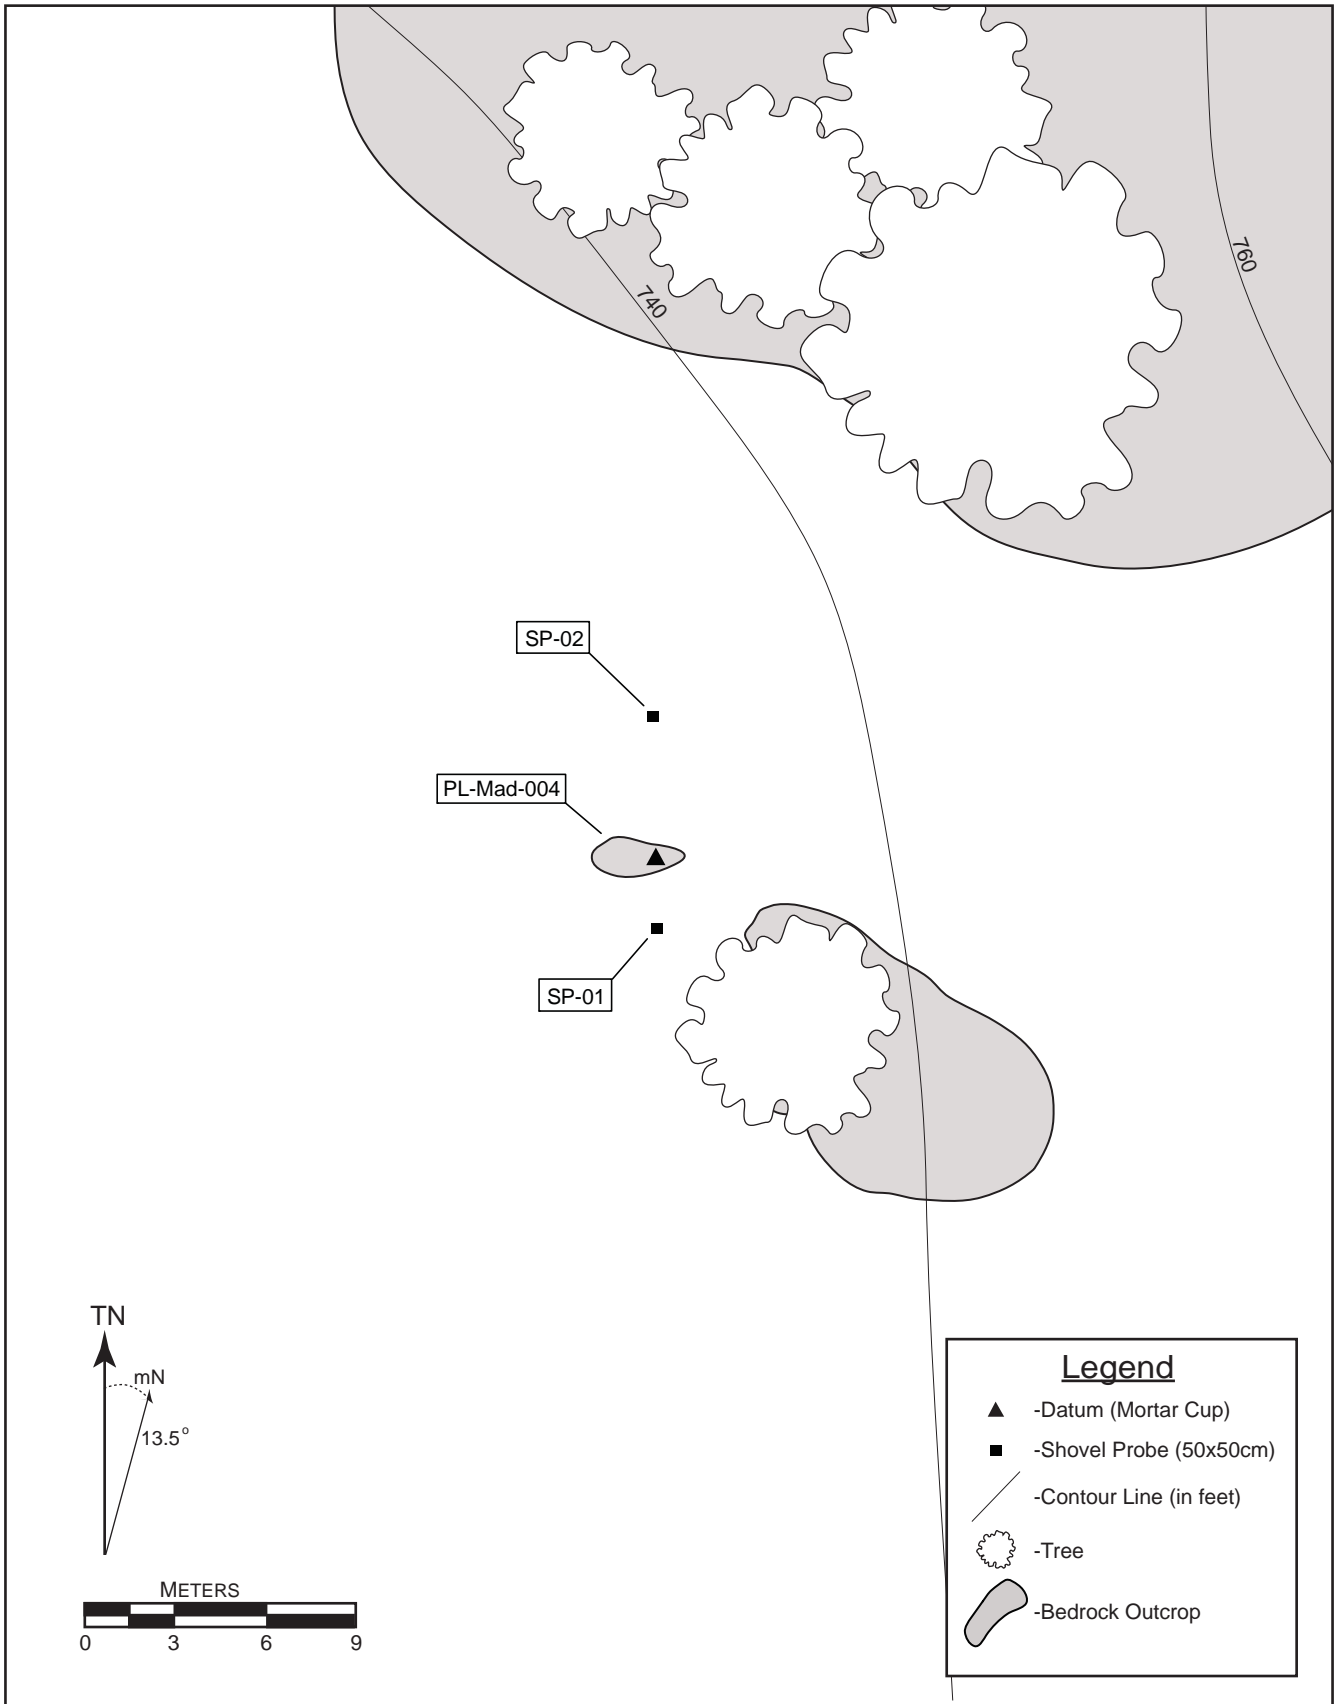 740
760
SP-02
PL-Mad-004
SP-01
TN
mN
13.5°
METERS
0 3 6 9
Legend
-Datum (Mortar Cup)
-Shovel Probe (50x50cm)
-Contour Line (in feet)
-Tree
-Bedrock Outcrop